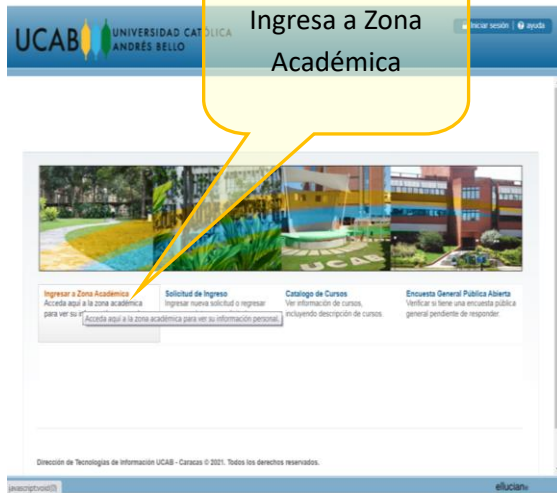 Ingresa a Zona
Académica
UCAB
UNIVERSIDAD CATÓLICA
ANDRÉS BELLO
Iniciar sesión | ayuda
UCAB
Ingresar a Zona Académica
Acceda aquí a la zona académica
para ver su
Acceda aquí a la zona académica para ver su información personal.
Solicitud de Ingreso
Ingresar nueva solicitud o regresar
Catalogo de Cursos
Ver información de cursos,
incluyendo descripción de cursos.
Encuesta General Pública Abierta
Verificar si tiene una encuesta pública
general pendiente de responder.
Dirección de Tecnologías de Información UCAB - Caracas © 2021. Todos los derechos reservados.
javascript:void(0)
ellucian